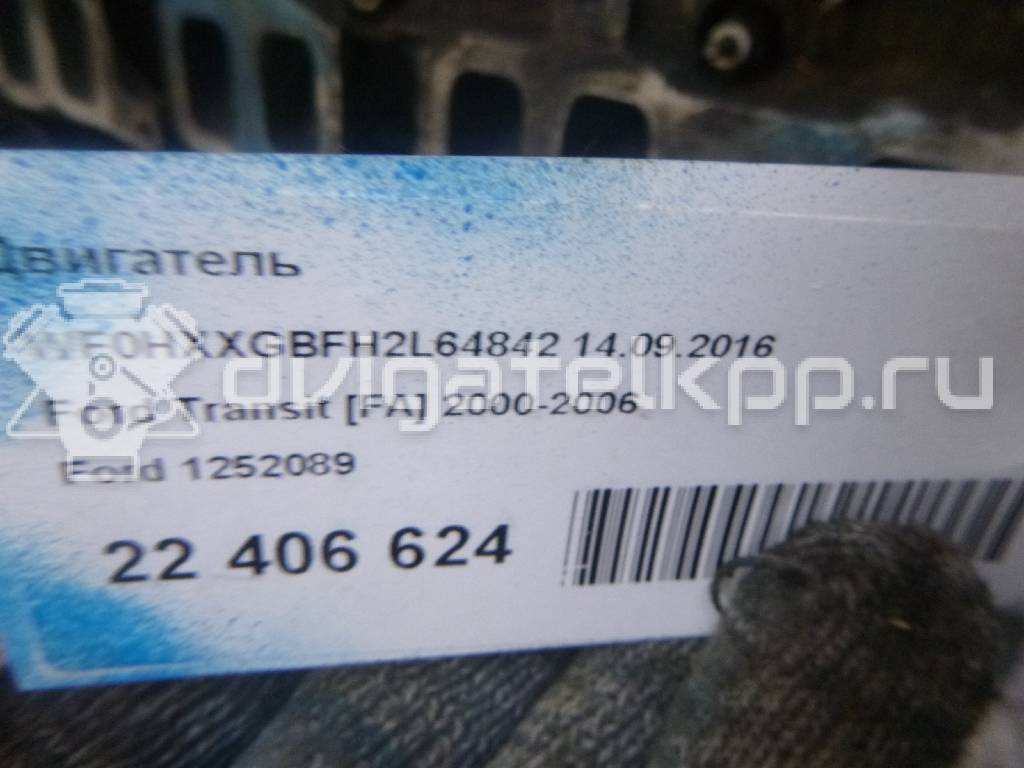 Двигатель
WF0HXXGBFH2L64842 14.09.2016
Ford Transit [FA] 2000-2006
Ford 1252089
22 406 624
dvigatelkpp.ru